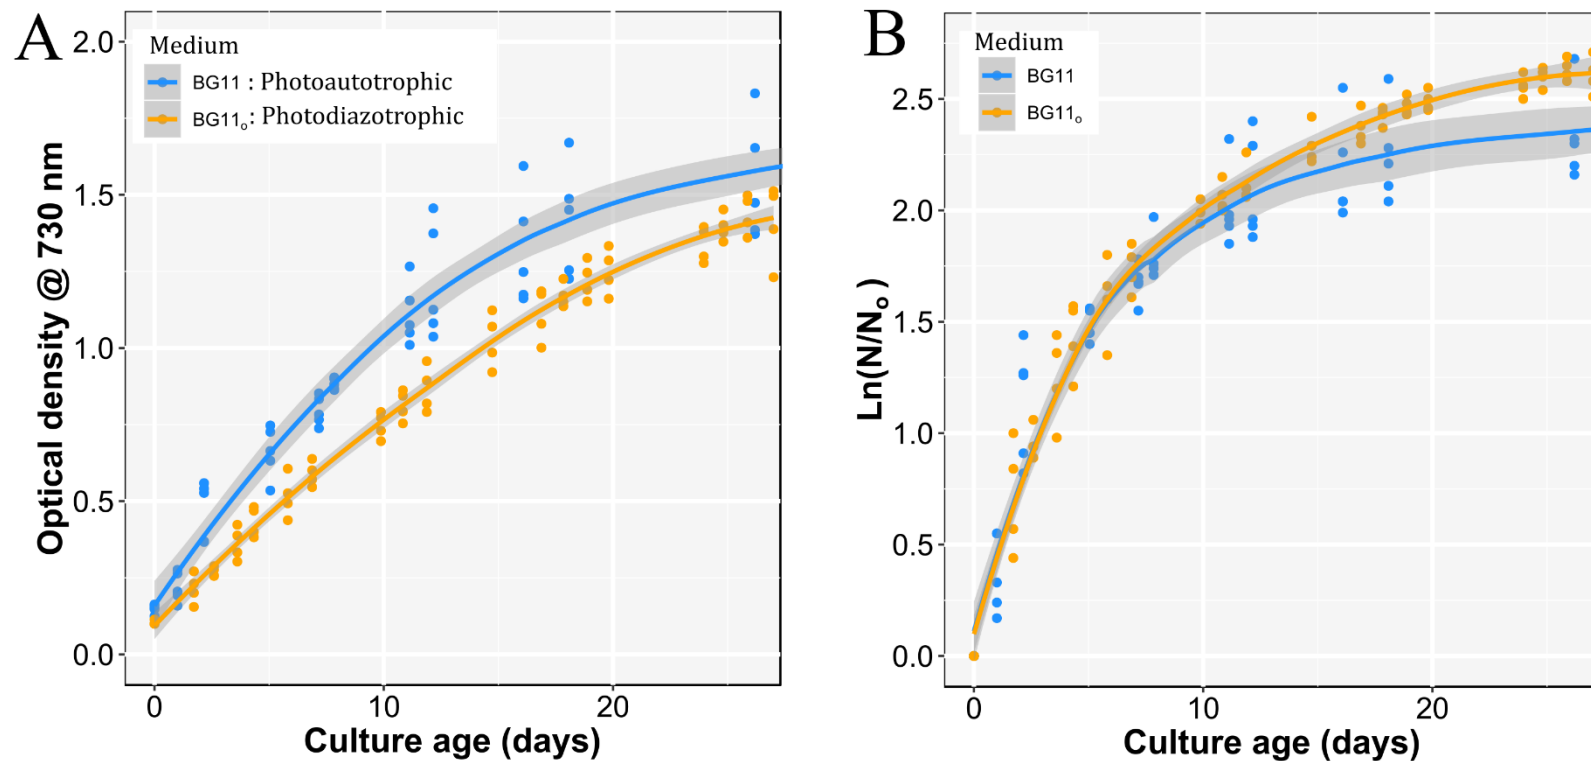 A
Medium
BG11 : Photoautotrophic
BG11o: Photodiazotrophic
Optical density @ 730 nm
2.0
1.5
1.0
0.5
0.0
0
10
20
Culture age (days)
B
Medium
BG11
BG11o
Ln(N/No)
2.5
2.0
1.5
1.0
0.5
0.0
0
10
20
Culture age (days)